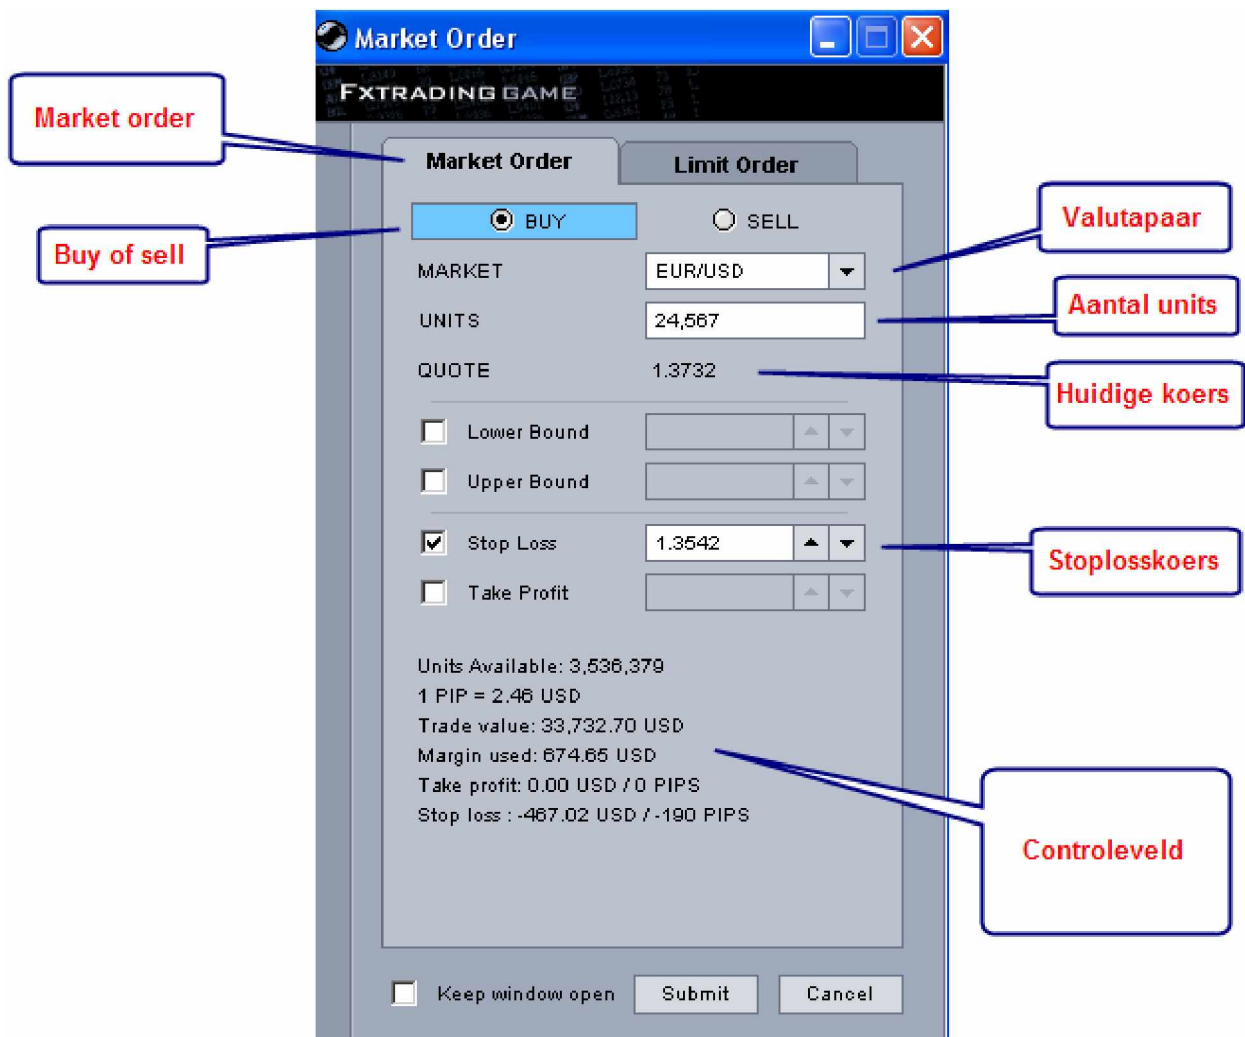 Market Order
FXTRADING GAME
Market order
Market Order
Limit Order
BUY
SELL
Buy of sell
Valutapaar
MARKET
EUR/USD
Aantal units
UNITS
24,567
QUOTE
1.3732
Huidige koers
Lower Bound
Upper Bound
Stop Loss
1.3542
Stoplosskoers
Take Profit
Units Available: 3,536,379
1 PIP = 2.46 USD
Trade value: 33,732.70 USD
Margin used: 674.65 USD
Take profit: 0.00 USD / 0 PIPS
Stop loss : -467.02 USD / -190 PIPS
Controleveld
Keep window open
Submit
Cancel